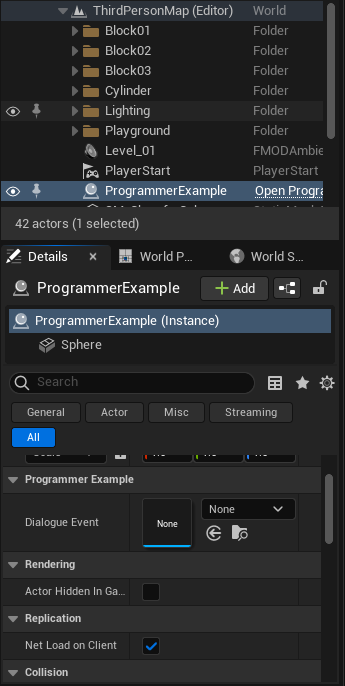 ThirdPersonMap (Editor) World
Block01 Folder
Block02 Folder
Block03 Folder
Cylinder Folder
Lighting Folder
Playground Folder
Level_01 FMODAmbie
PlayerStart PlayerStart
ProgrammerExample Open Progra
42 actors (1 selected)
Details World P... World S...
ProgrammerExample Add
ProgrammerExample (Instance)
Sphere
Search
General Actor Misc Streaming
All
Programmer Example
Dialogue Event None None
Rendering
Actor Hidden In Ga...
Replication
Net Load on Client
Collision